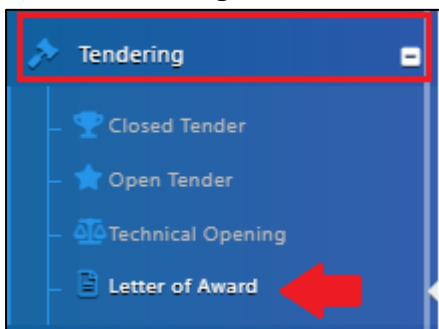 Tendering
Closed Tender
Open Tender
Technical Opening
Letter of Award